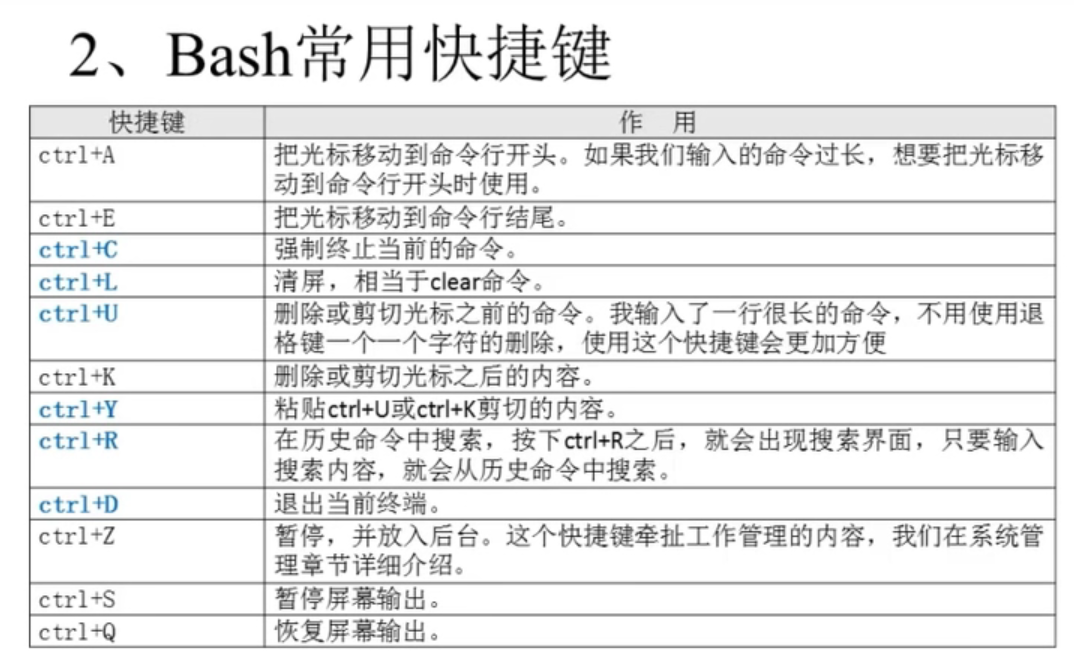 2、Bash常用快捷键
快捷键 作 用
ctrl+A 把光标移动到命令行开头。如果我们输入的命令过长，想要把光标移
动到命令行开头时使用。
ctrl+E 把光标移动到命令行结尾。
ctrl+C 强制终止当前的命令。
ctrl+L 清屏，相当于clear命令。
ctrl+U 删除或剪切光标之前的命令。我输入了一行很长的命令，不用使用退
格键一个一个字符的删除，使用这个快捷键会更加方便
ctrl+K 删除或剪切光标之后的内容。
ctrl+Y 粘贴ctrl+U或ctrl+K剪切的内容。
ctrl+R 在历史命令中搜索，按下ctrl+R之后，就会出现搜索界面，只要输入
搜索内容，就会从历史命令中搜索。
ctrl+D 退出当前终端。
ctrl+Z 暂停，并放入后台。这个快捷键牵扯工作管理的内容，我们在系统管
理章节详细介绍。
ctrl+S 暂停屏幕输出。
ctrl+Q 恢复屏幕输出。